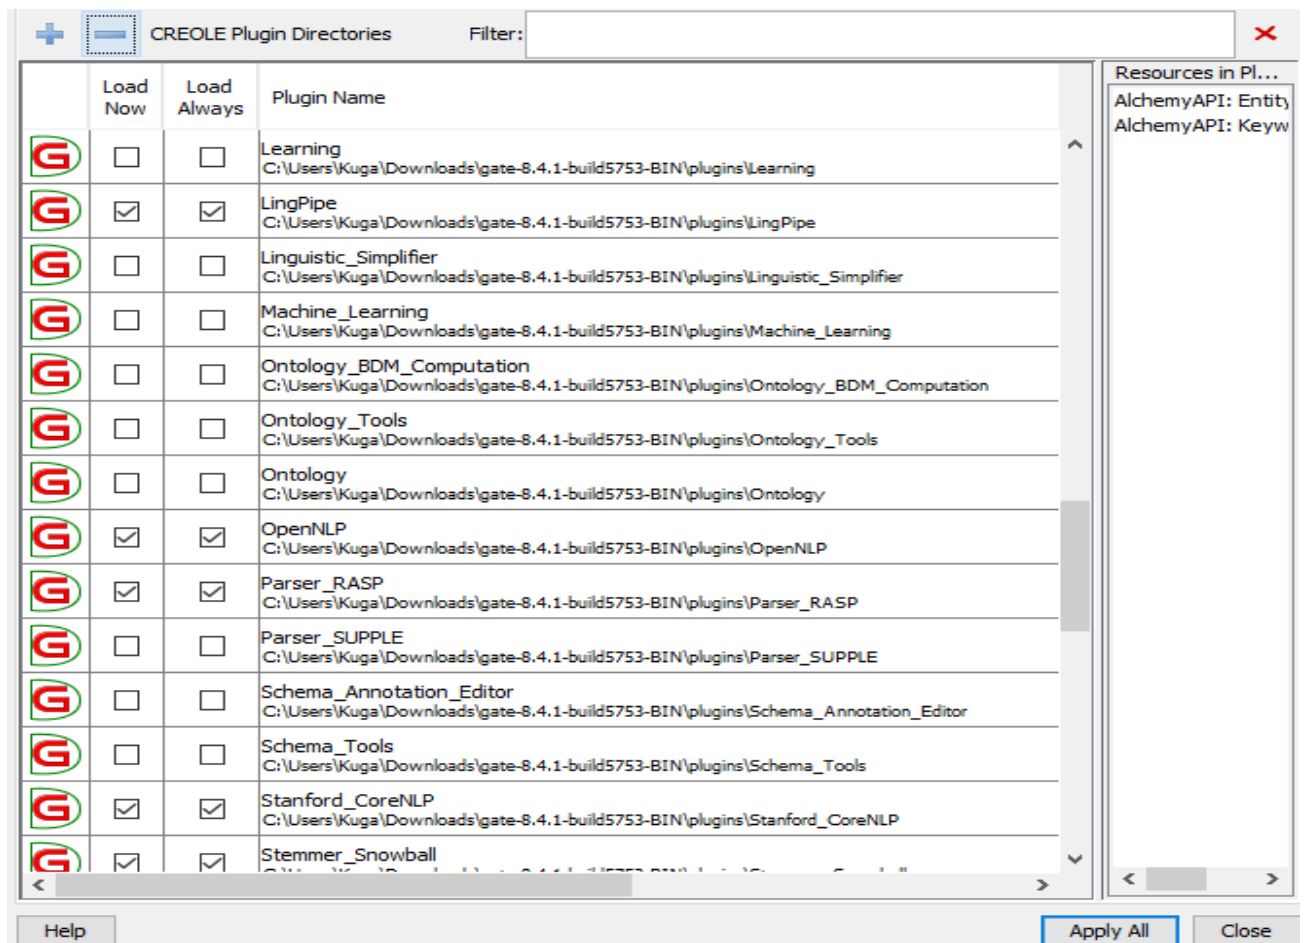 CREOLE Plugin Directories Filter:
Load Now
Load Always
Plugin Name
Resources in Pl...
AlchemyAPI: Entity
AlchemyAPI: Keyw
Learning
C:\Users\Kuga\Downloads\gate-8.4.1-build5753-BIN\plugins\Learning
LingPipe
C:\Users\Kuga\Downloads\gate-8.4.1-build5753-BIN\plugins\LingPipe
Linguistic_Simplifier
C:\Users\Kuga\Downloads\gate-8.4.1-build5753-BIN\plugins\Linguistic_Simplifier
Machine_Learning
C:\Users\Kuga\Downloads\gate-8.4.1-build5753-BIN\plugins\Machine_Learning
Ontology_BDM_Computation
C:\Users\Kuga\Downloads\gate-8.4.1-build5753-BIN\plugins\Ontology_BDM_Computation
Ontology_Tools
C:\Users\Kuga\Downloads\gate-8.4.1-build5753-BIN\plugins\Ontology_Tools
Ontology
C:\Users\Kuga\Downloads\gate-8.4.1-build5753-BIN\plugins\Ontology
OpenNLP
C:\Users\Kuga\Downloads\gate-8.4.1-build5753-BIN\plugins\OpenNLP
Parser_RASP
C:\Users\Kuga\Downloads\gate-8.4.1-build5753-BIN\plugins\Parser_RASP
Parser_SUPPLE
C:\Users\Kuga\Downloads\gate-8.4.1-build5753-BIN\plugins\Parser_SUPPLE
Schema_Annotation_Editor
C:\Users\Kuga\Downloads\gate-8.4.1-build5753-BIN\plugins\Schema_Annotation_Editor
Schema_Tools
C:\Users\Kuga\Downloads\gate-8.4.1-build5753-BIN\plugins\Schema_Tools
Stanford_CoreNLP
C:\Users\Kuga\Downloads\gate-8.4.1-build5753-BIN\plugins\Stanford_CoreNLP
Stemmer_Snowball
Help
Apply All
Close